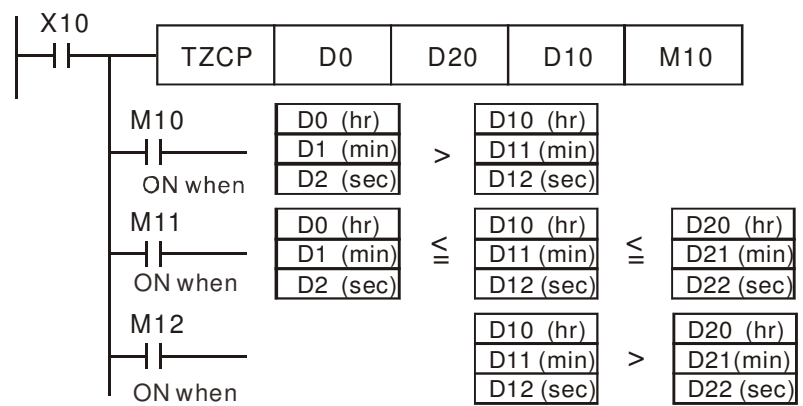 X10
TZCP D0 D20 D10 M10
M10
D0 (hr) D10 (hr)
D1 (min) > D11 (min)
D2 (sec) D12 (sec)
ON when
M11
D0 (hr) D10 (hr) D20 (hr)
D1 (min) ≦ D11 (min) ≦ D21 (min)
D2 (sec) D12 (sec) D22 (sec)
ON when
M12
D10 (hr) D20 (hr)
D11 (min) > D21(min)
D12 (sec) D22 (sec)
ON when